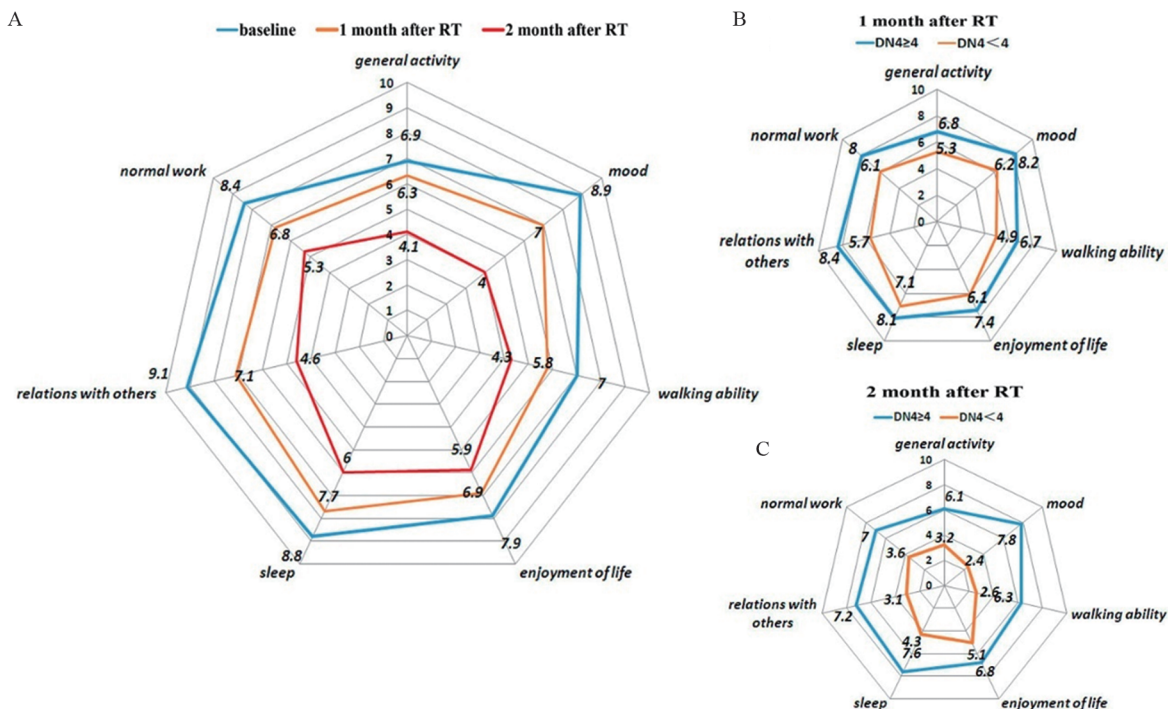 A
baseline 1 month after RT 2 month after RT
general activity
10
9
8
7
6
5
4
3
2
1
0
6.9
6.3
4.1
mood
8.9
7
4
walking ability
7
5.8
4.3
enjoyment of life
7.9
6.9
5.9
sleep
8.8
7.7
6
relations with others
9.1
7.1
4.6
normal work
8.4
6.8
5.3
B
1 month after RT
DN4≥4 DN4<4
general activity
10
8
6
4
2
0
6.8
5.3
mood
8.2
6.2
walking ability
6.7
4.9
enjoyment of life
7.4
6.1
sleep
8.1
7.1
relations with
others
8.4
5.7
normal work
8
6.1
C
2 month after RT
DN4≥4 DN4<4
general activity
10
8
6
4
2
0
6.1
3.2
mood
7.8
2.4
walking ability
6.3
2.6
enjoyment of life
6.8
5.1
sleep
7.6
4.3
relations with
others
7.2
3.1
normal work
7
3.6